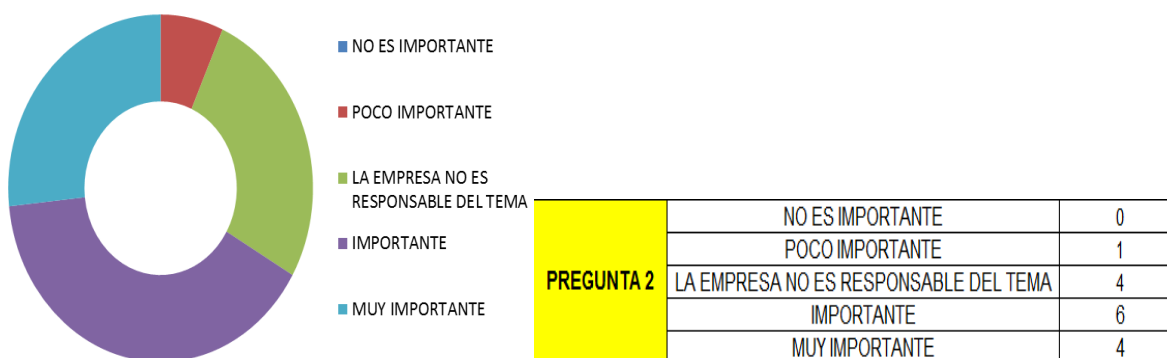 NO ES IMPORTANTE
POCO IMPORTANTE
LA EMPRESA NO ES
RESPONSABLE DEL TEMA
IMPORTANTE
MUY IMPORTANTE
PREGUNTA 2
NO ES IMPORTANTE 0
POCO IMPORTANTE 1
LA EMPRESA NO ES RESPONSABLE DEL TEMA 4
IMPORTANTE 6
MUY IMPORTANTE 4